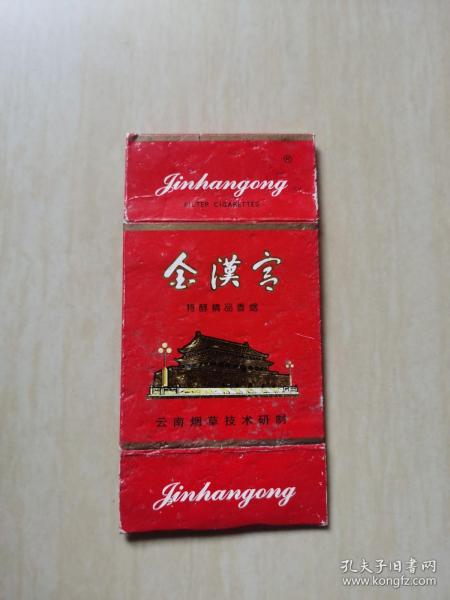 ®
Jinhangong
FILTER CIGARETTES
金漢宫
特醇精品香烟
云南烟草技术研制
Jinhangong
孔夫子旧书网
www.kongfz.com